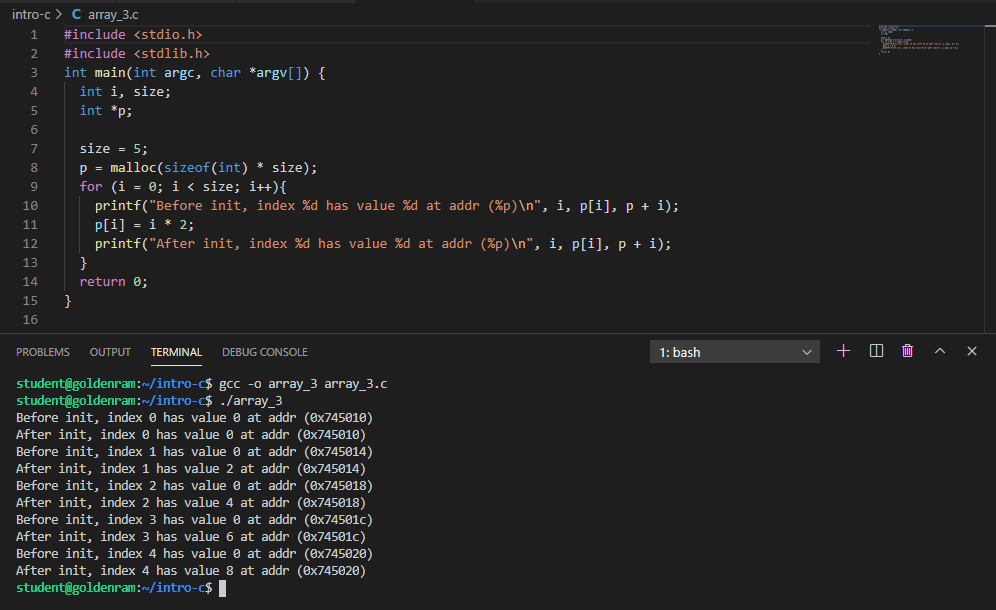 intro-c > C array_3.c
1 #include <stdio.h>
2 #include <stdlib.h>
3 int main(int argc, char *argv[]) {
4   int i, size;
5   int *p;
6
7   size = 5;
8   p = malloc(sizeof(int) * size);
9   for (i = 0; i < size; i++){
10     printf("Before init, index %d has value %d at addr (%p)\n", i, p[i], p + i);
11     p[i] = i * 2;
12     printf("After init, index %d has value %d at addr (%p)\n", i, p[i], p + i);
13   }
14   return 0;
15 }
16
PROBLEMS OUTPUT TERMINAL DEBUG CONSOLE 1: bash
student@goldenram:~/intro-c$ gcc -o array_3 array_3.c
student@goldenram:~/intro-c$ ./array_3
Before init, index 0 has value 0 at addr (0x745010)
After init, index 0 has value 0 at addr (0x745010)
Before init, index 1 has value 0 at addr (0x745014)
After init, index 1 has value 2 at addr (0x745014)
Before init, index 2 has value 0 at addr (0x745018)
After init, index 2 has value 4 at addr (0x745018)
Before init, index 3 has value 0 at addr (0x74501c)
After init, index 3 has value 6 at addr (0x74501c)
Before init, index 4 has value 0 at addr (0x745020)
After init, index 4 has value 8 at addr (0x745020)
student@goldenram:~/intro-c$